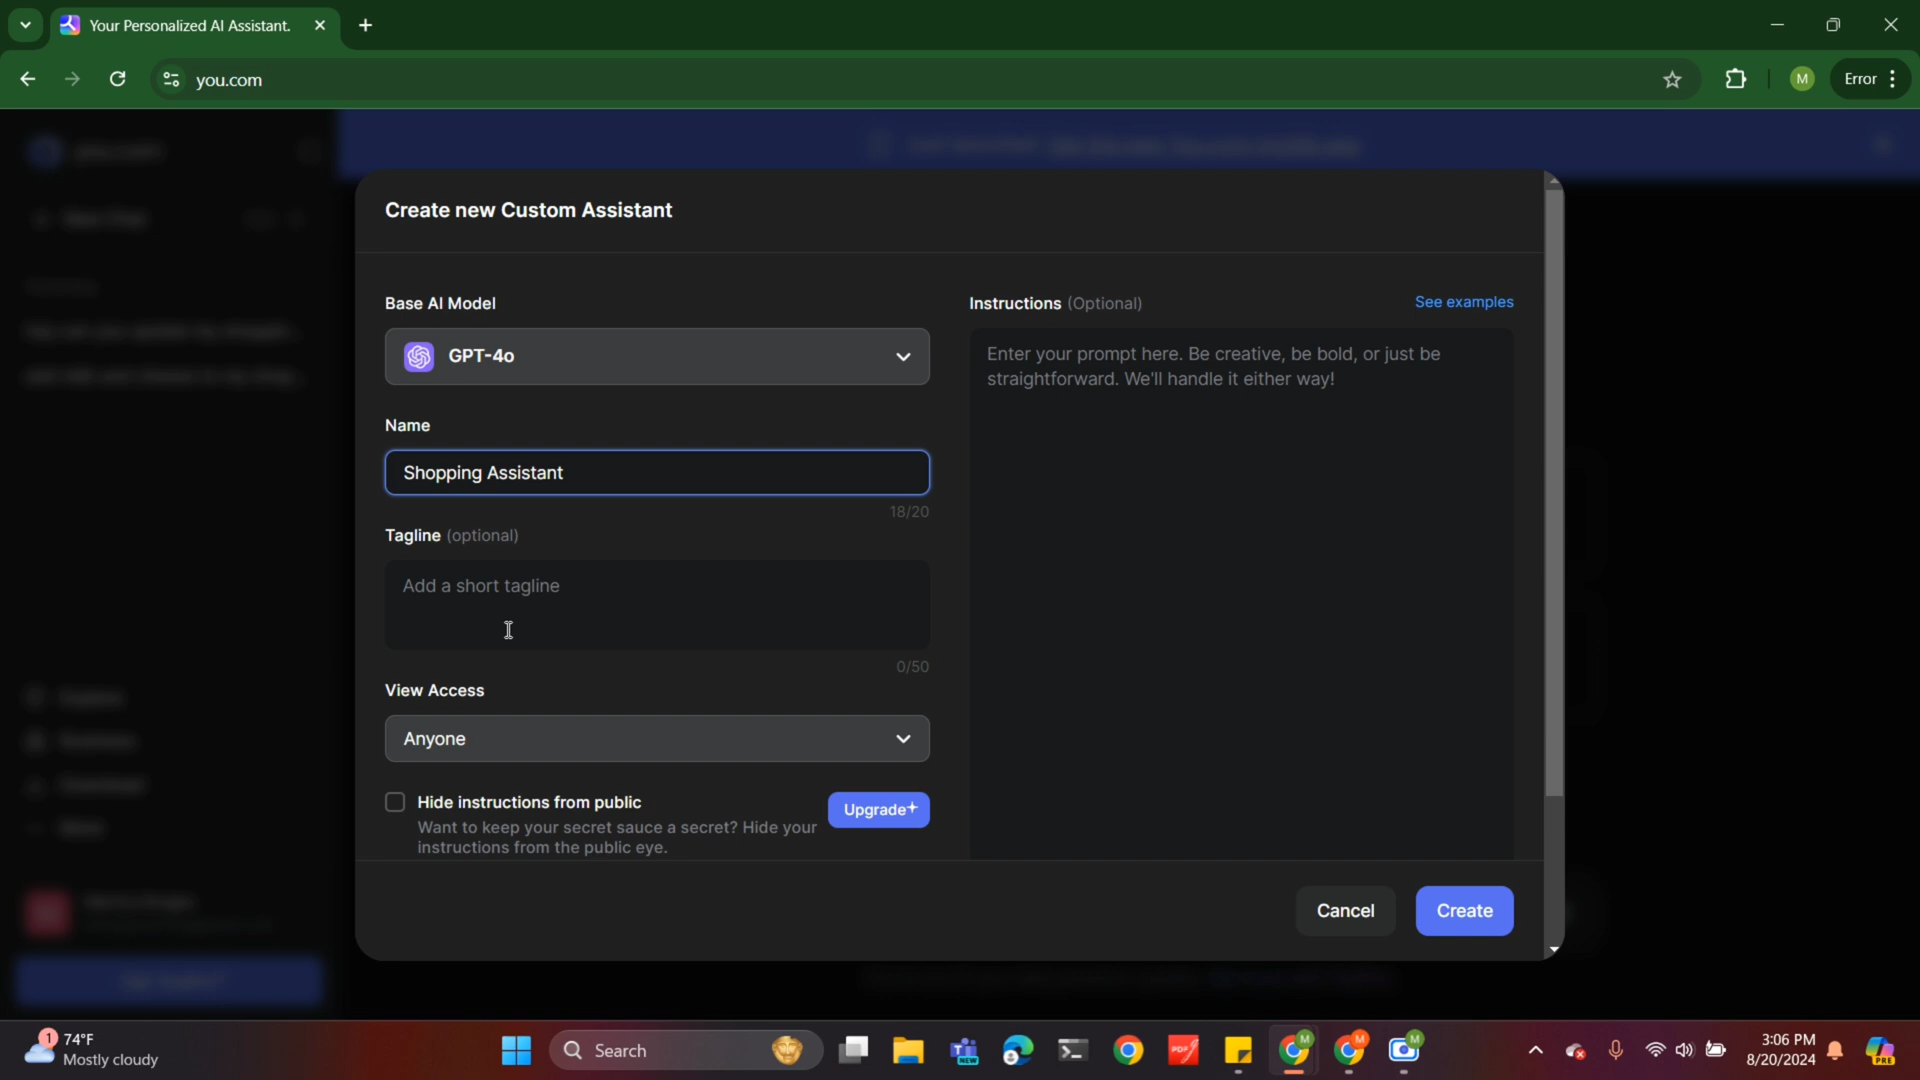 Your Personalized AI Assistant.
you.com
M
Error
Create new Custom Assistant
Base AI Model
GPT-4o
Name
Shopping Assistant
18/20
Tagline (optional)
Add a short tagline
0/50
View Access
Anyone
Hide instructions from public
Want to keep your secret sauce a secret? Hide your
instructions from the public eye.
Upgrade
Instructions (Optional)
See examples
Enter your prompt here. Be creative, be bold, or just be
straightforward. We'll handle it either way!
Cancel
Create
1
74°F
Mostly cloudy
Search
NEW
PDF
M
M
M
3:06 PM
8/20/2024
PRE